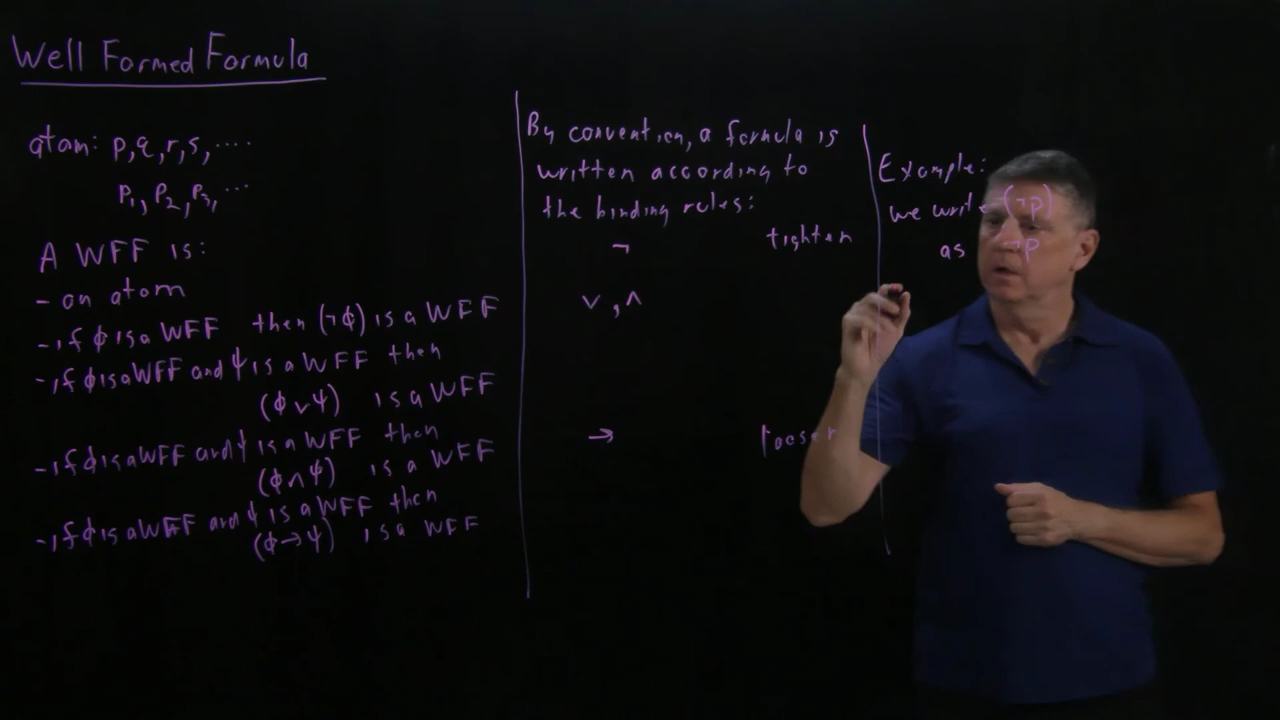 Well Formed Formula
atom: p, q, r, s, ....
p₁, p₂, p₃, ...
A WFF is:
- an atom
- if ϕ is a WFF then (¬ϕ) is a WFF
- if ϕ is a WFF and ψ is a WFF then
(ϕ ∨ ψ) is a WFF
- if ϕ is a WFF and ψ is a WFF then
(ϕ ∧ ψ) is a WFF
- if ϕ is a WFF and ψ is a WFF then
(ϕ → ψ) is a WFF
By convention, a formula is
written according to
the binding rules:
¬ tighten
∨ , ∧
→ looser
Example:
we write (¬p)
as ¬p